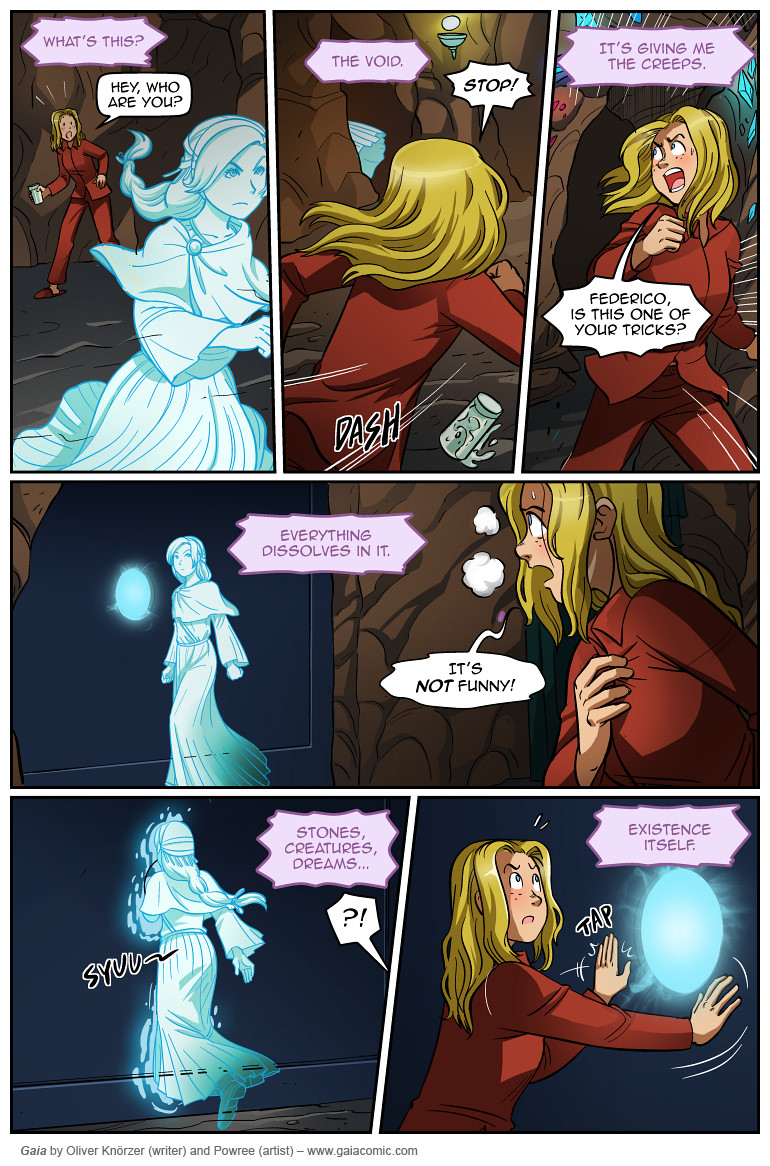 WHAT'S THIS?
HEY, WHO
ARE YOU?
THE VOID.
STOP!
DASH
IT'S GIVING ME
THE CREEPS.
FEDERICO,
IS THIS ONE OF
YOUR TRICKS?
EVERYTHING
DISSOLVES IN IT.
IT'S
NOT FUNNY!
STONES,
CREATURES,
DREAMS...
SYUU~
?!
EXISTENCE
ITSELF.
TAP
Gaia by Oliver Knörzer (writer) and Powree (artist) – www.gaiacomic.com